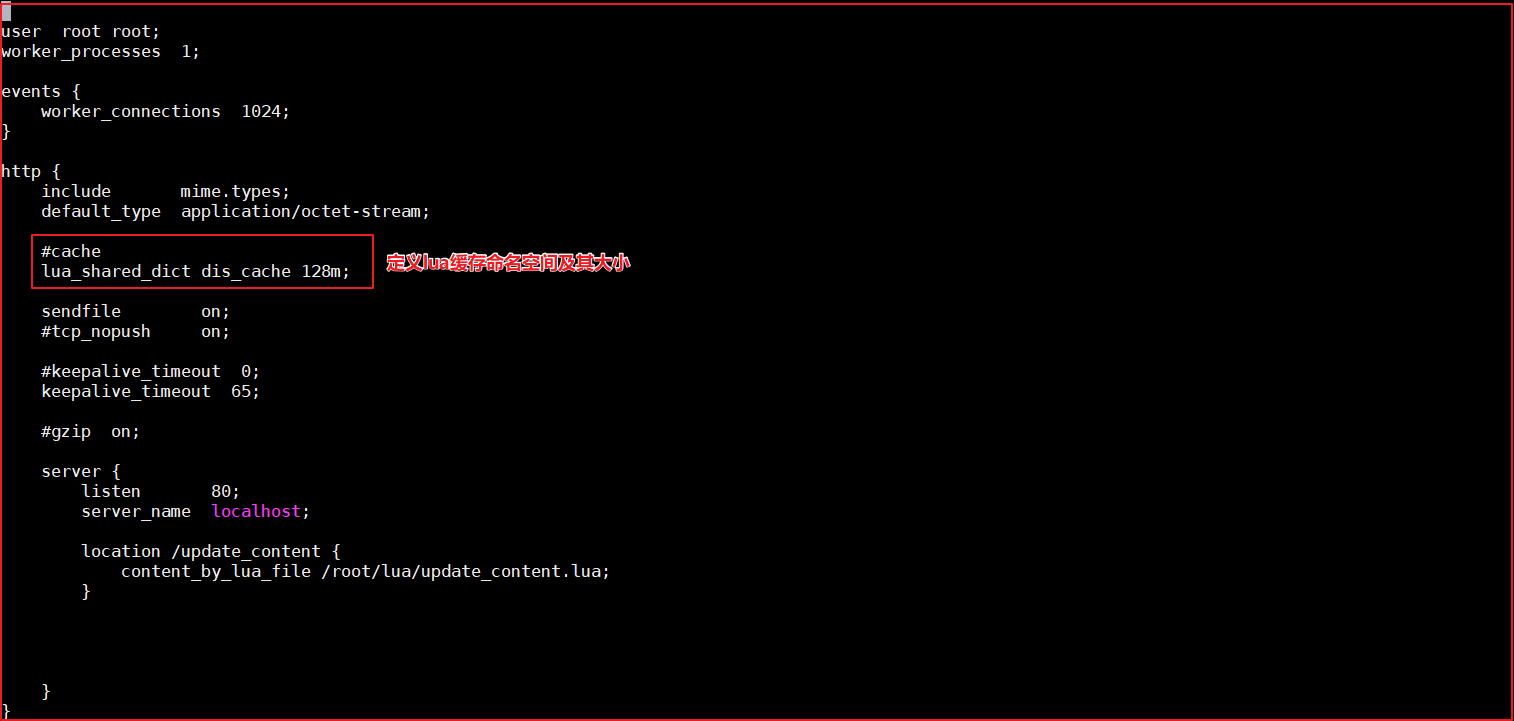 user  root root;
worker_processes  1;
events {
    worker_connections  1024;
}
http {
    include       mime.types;
    default_type  application/octet-stream;
    #cache
    lua_shared_dict dis_cache 128m;
定义lua缓存命名空间及其大小
    sendfile        on;
    #tcp_nopush     on;
    #keepalive_timeout  0;
    keepalive_timeout  65;
    #gzip  on;
    server {
        listen       80;
        server_name  localhost;
        location /update_content {
            content_by_lua_file /root/lua/update_content.lua;
        }
    }
}